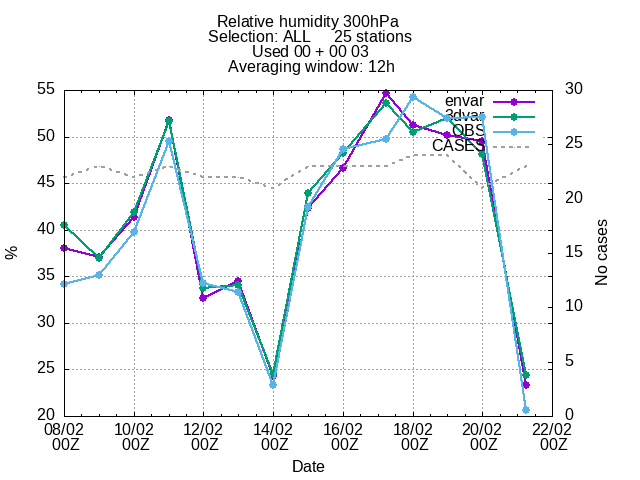 Relative humidity 300hPa
Selection: ALL 25 stations
Used 00 + 00 03
Averaging window: 12h
envar
3dvar
OBS
CASES
55
50
45
40
35
30
25
20
%
30
25
20
15
10
5
0
No cases
08/02 10/02 12/02 14/02 16/02 18/02 20/02 22/02
00Z 00Z 00Z 00Z 00Z 00Z 00Z 00Z
Date